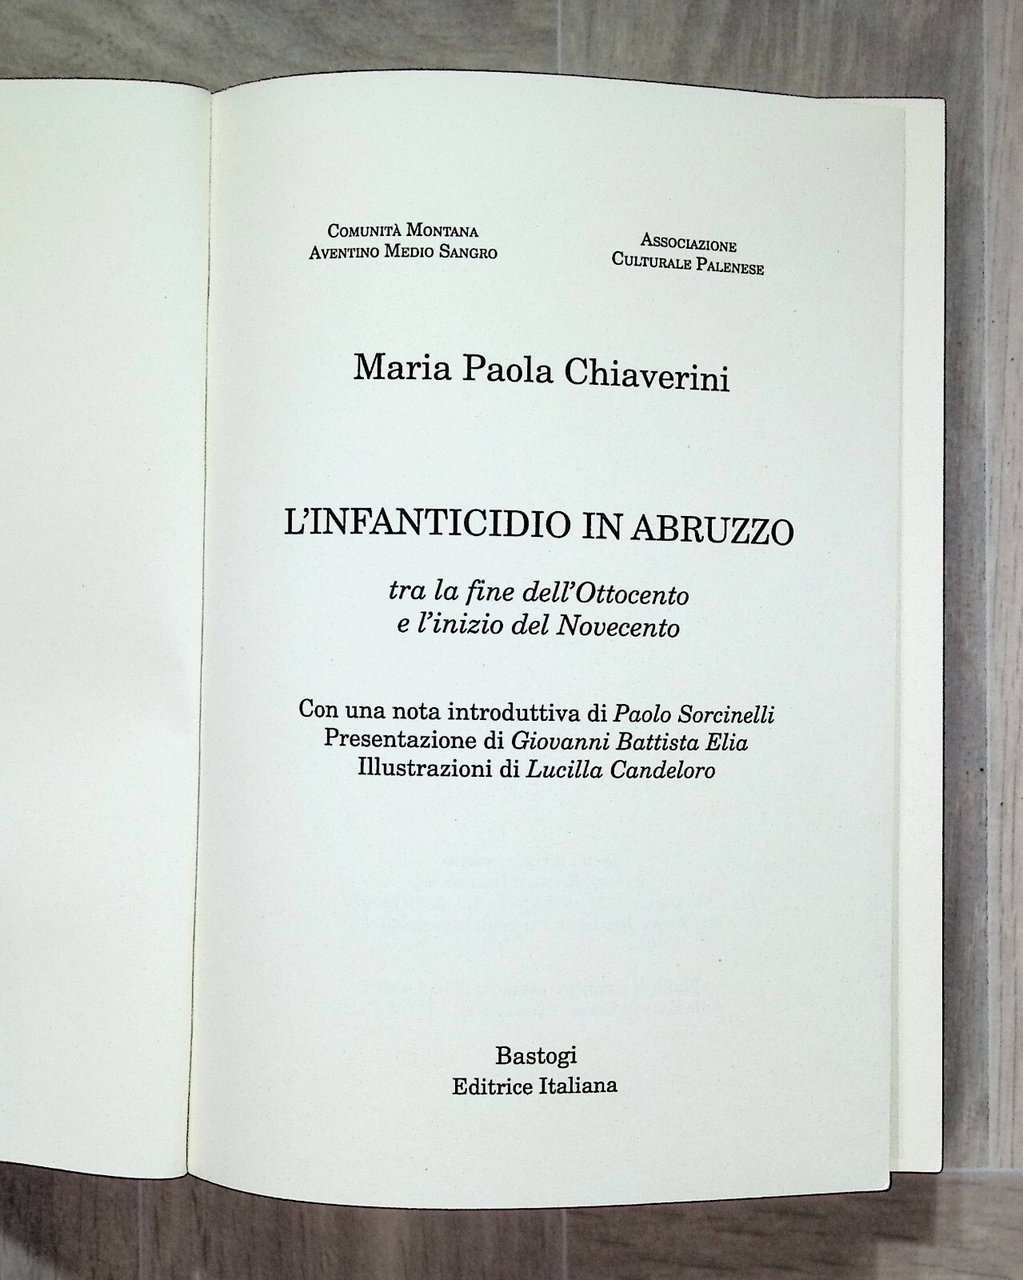 COMUNITÀ MONTANA
AVENTINO MEDIO SANGRO
ASSOCIAZIONE
CULTURALE PALENESE
Maria Paola Chiaverini
L'INFANTICIDIO IN ABRUZZO
tra la fine dell'Ottocento
e l'inizio del Novecento
Con una nota introduttiva di Paolo Sorcinelli
Presentazione di Giovanni Battista Elia
Illustrazioni di Lucilla Candeloro
Bastogi
Editrice Italiana